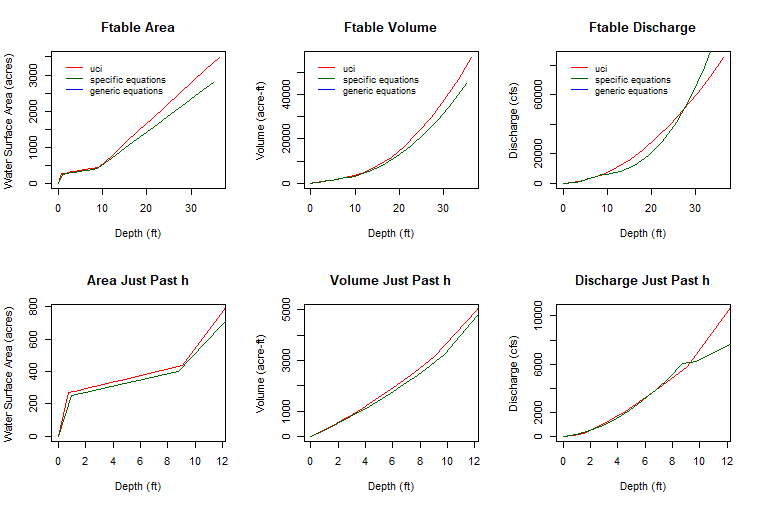 Ftable Area
Water Surface Area (acres)
0
1000
2000
3000
uci
specific equations
generic equations
0
10
20
30
Depth (ft)
Ftable Volume
Volume (acre-ft)
0
20000
40000
uci
specific equations
generic equations
0
10
20
30
Depth (ft)
Ftable Discharge
Discharge (cfs)
0
20000
60000
uci
specific equations
generic equations
0
10
20
30
Depth (ft)
Area Just Past h
Water Surface Area (acres)
0
200
400
600
800
0
2
4
6
8
10
12
Depth (ft)
Volume Just Past h
Volume (acre-ft)
0
1000
3000
5000
0
2
4
6
8
10
12
Depth (ft)
Discharge Just Past h
Discharge (cfs)
0
2000
6000
10000
0
2
4
6
8
10
12
Depth (ft)